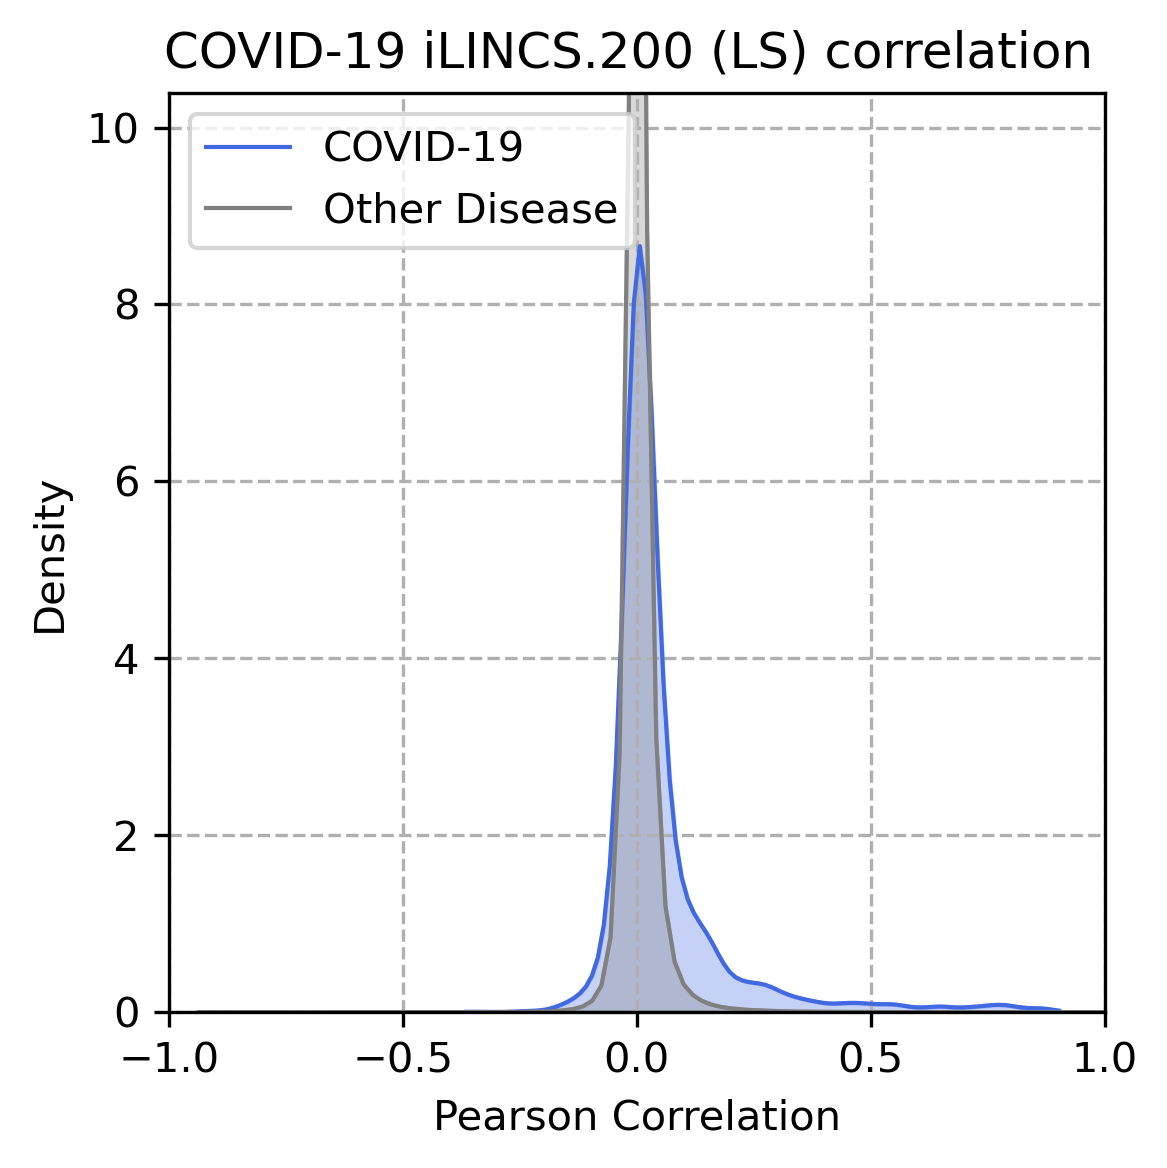 COVID-19 iLINCS.200 (LS) correlation
COVID-19
Other Disease
10
8
6
4
2
0
Density
−1.0
−0.5
0.0
0.5
1.0
Pearson Correlation